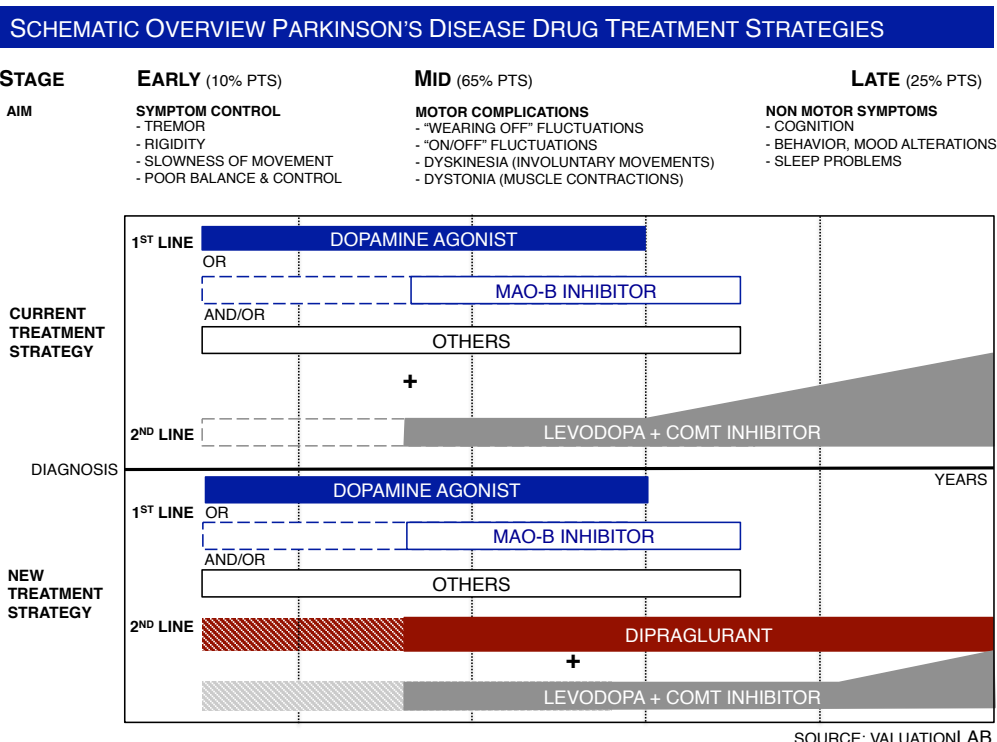 SCHEMATIC OVERVIEW PARKINSON'S DISEASE DRUG TREATMENT STRATEGIES
STAGE EARLY (10% PTS) MID (65% PTS) LATE (25% PTS)
AIM SYMPTOM CONTROL MOTOR COMPLICATIONS NON MOTOR SYMPTOMS
- TREMOR - "WEARING OFF" FLUCTUATIONS - COGNITION
- RIGIDITY - "ON/OFF" FLUCTUATIONS - BEHAVIOR, MOOD ALTERATIONS
- SLOWNESS OF MOVEMENT - DYSKINESIA (INVOLUNTARY MOVEMENTS) - SLEEP PROBLEMS
- POOR BALANCE & CONTROL - DYSTONIA (MUSCLE CONTRACTIONS)
1ST LINE DOPAMINE AGONIST
OR
MAO-B INHIBITOR
AND/OR
CURRENT
TREATMENT
STRATEGY
OTHERS
+
2ND LINE LEVODOPA + COMT INHIBITOR
DIAGNOSIS YEARS
DOPAMINE AGONIST
1ST LINE OR
MAO-B INHIBITOR
AND/OR
NEW
TREATMENT
STRATEGY
OTHERS
2ND LINE DIPRAGLURANT
+
LEVODOPA + COMT INHIBITOR
SOURCE: VALUATIONLAB